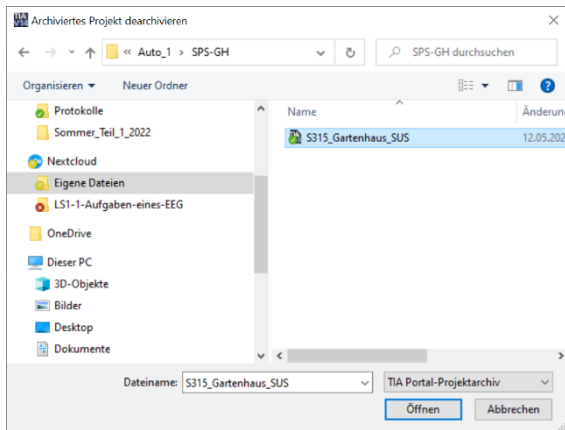 TIA V14 Archiviertes Projekt dearchivieren
« Auto_1 › SPS-GH
SPS-GH durchsuchen
Organisieren
Neuer Ordner
Protokolle
Sommer_Teil_1_2022
Nextcloud
Eigene Dateien
LS1-1-Aufgaben-eines-EEG
OneDrive
Dieser PC
3D-Objekte
Bilder
Desktop
Dokumente
Name
Änderung
S315_Gartenhaus_SUS
12.05.202
Dateiname:
S315_Gartenhaus_SUS
TIA Portal-Projektarchiv
Öffnen
Abbrechen